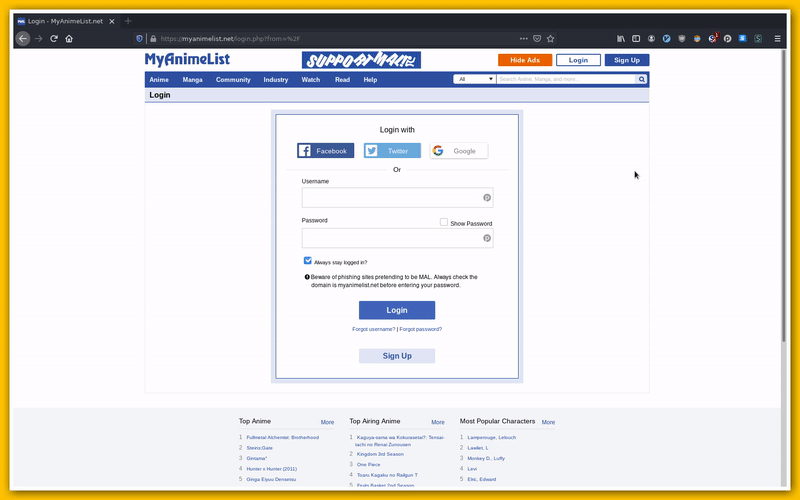 Login - MyAnimeList.net
https://myanimelist.net/login.php?from=%2F
MyAnimeList
SUPPORT MAL
Hide Ads
Login
Sign Up
Anime Manga Community Industry Watch Read Help
All
Search Anime, Manga, and more...
Login
Login with
Facebook
Twitter
Google
Or
Username
Password
Show Password
Always stay logged in?
Beware of phishing sites pretending to be MAL. Always check the
domain is myanimelist.net before entering your password.
Login
Forgot username? | Forgot password?
Sign Up
Top Anime More
1 Fullmetal Alchemist: Brotherhood
2 Steins;Gate
3 Gintama°
4 Hunter x Hunter (2011)
5 Ginga Eiyuu Densetsu
Top Airing Anime More
1 Kaguya-sama wa Kokurasetai?: Tensai-
tachi no Renai Zunousen
2 Kingdom 3rd Season
3 One Piece
4 Toaru Kagaku no Railgun T
5 Fruits Basket 2nd Season
Most Popular Characters More
1 Lamperouge, Lelouch
2 Lawliet, L
3 Monkey D., Luffy
4 Levi
5 Elric, Edward